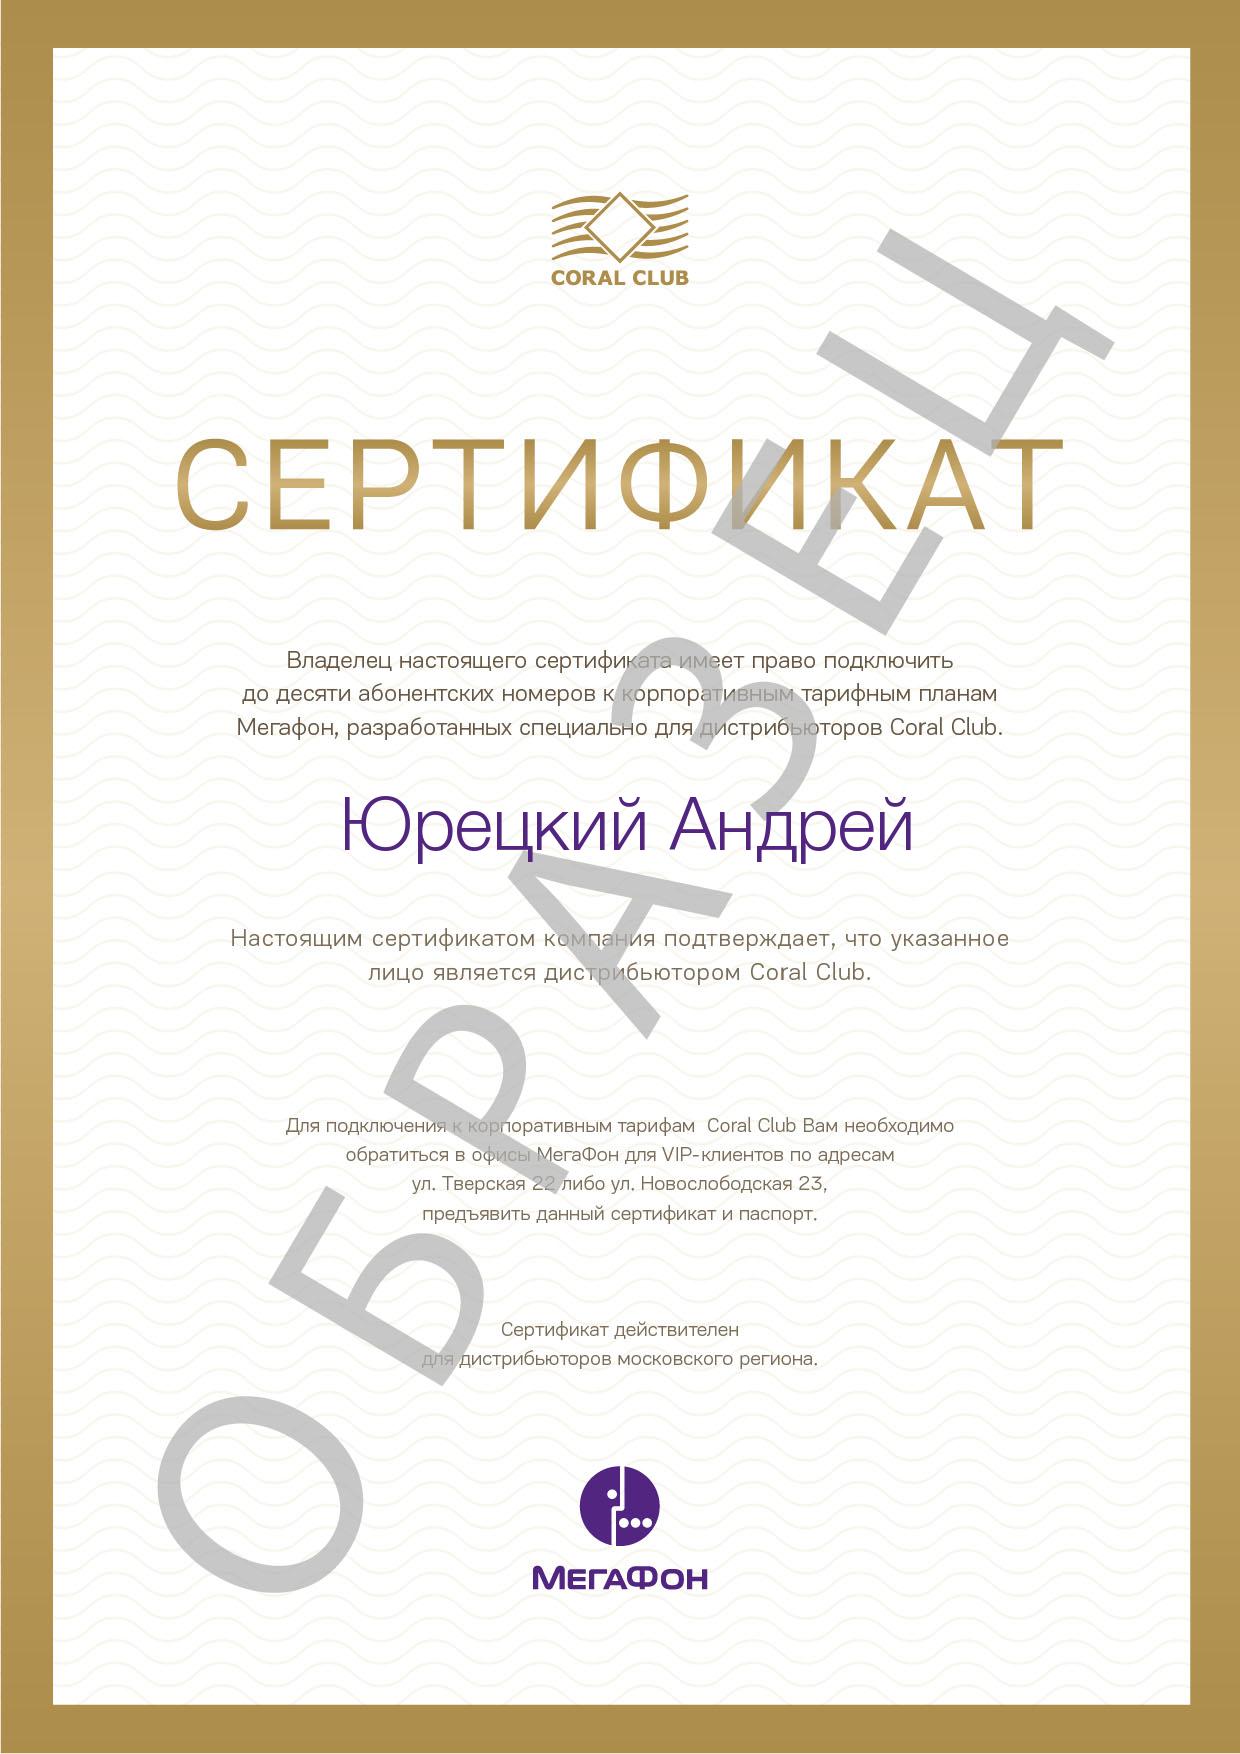 CORAL CLUB
СЕРТИФИКАТ
Владелец настоящего сертификата имеет право подключить
до десяти абонентских номеров к корпоративным тарифным планам
Мегафон, разработанных специально для дистрибьюторов Coral Club.
Юрецкий Андрей
Настоящим сертификатом компания подтверждает, что указанное
лицо является дистрибьютором Coral Club.
Для подключения к корпоративным тарифам Coral Club Вам необходимо
обратиться в офисы МегаФон для VIP-клиентов по адресам
ул. Тверская 22 либо ул. Новослободская 23,
предъявить данный сертификат и паспорт.
Сертификат действителен
для дистрибьюторов московского региона.
МЕГАФОН
ОБРАЗЕЦ